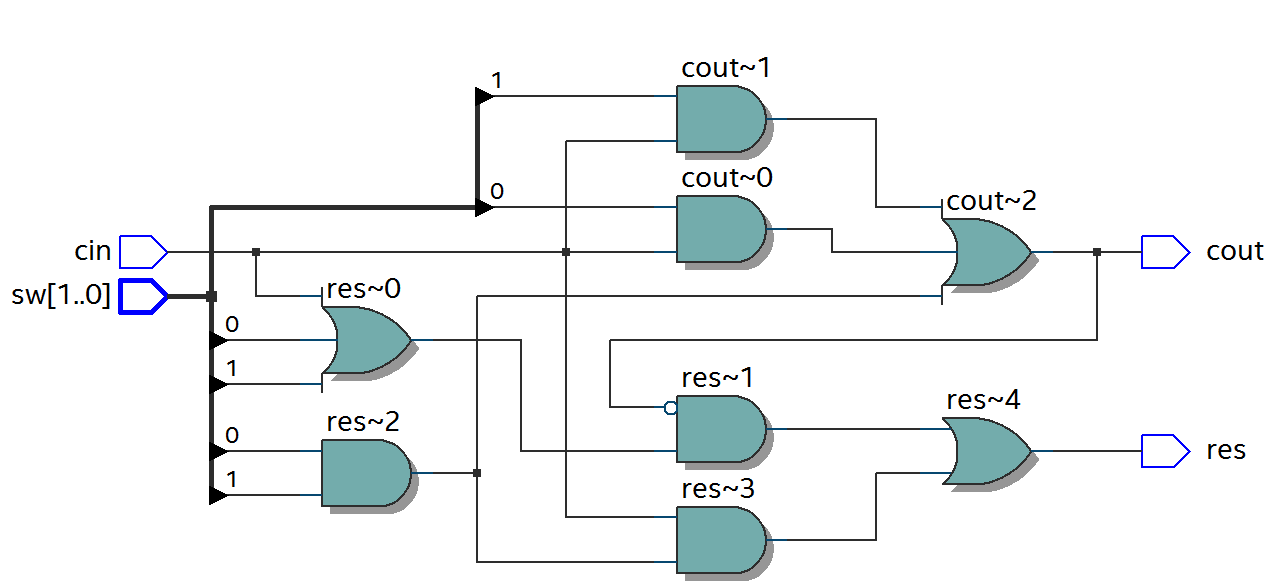 cout~1
1
cout~0
0
cout~2
cin
cout
sw[1..0]
res~0
0
1
res~1
res~4
res~2
0
res
1
res~3